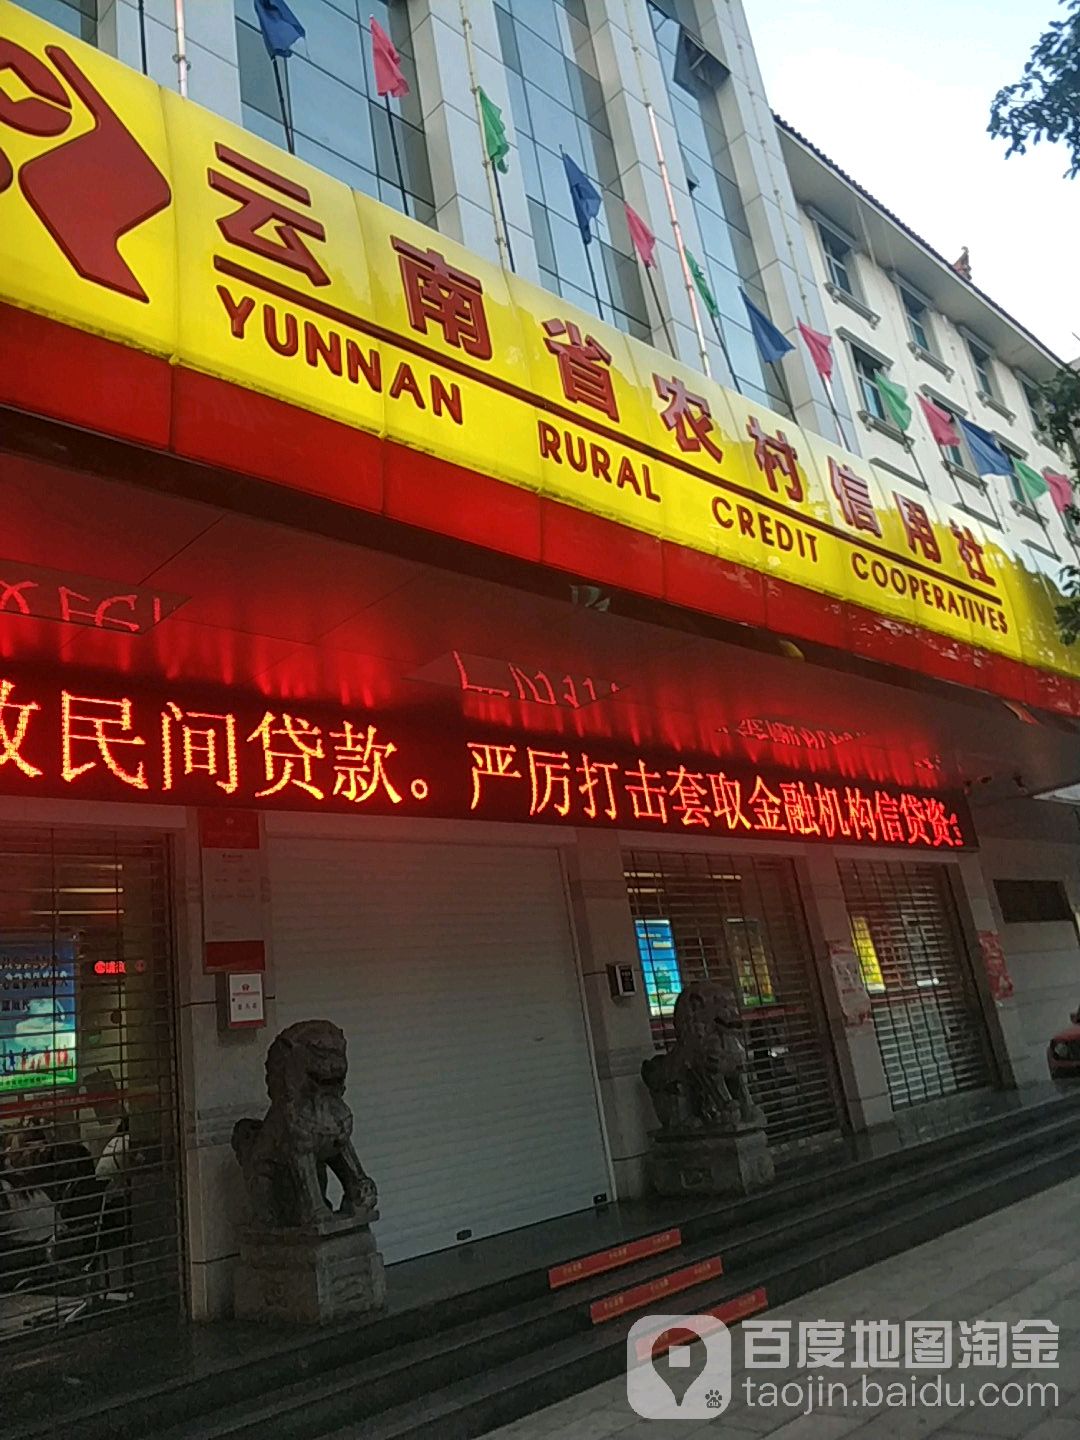 云南省农村信用社
YUNNAN RURAL CREDIT COOPERATIVES
民间贷款。严厉打击套取金融机构信贷资
百度地图淘金
taojin.baidu.com